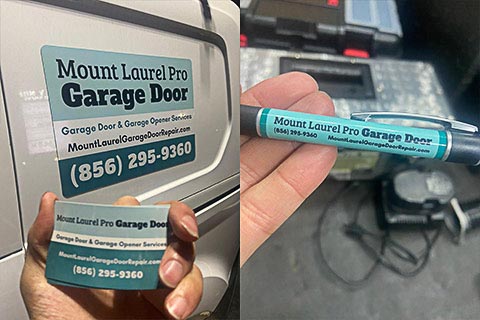 Mount Laurel Pro
Garage Door
Garage Door & Garage Opener Services
MountLaurelGarageDoorRepair.com
(856) 295-9360
Mount Laurel Pro Garage Door
Garage Door & Garage Opener Services
MountLaurelGarageDoorRepair.com
(856) 295-9360
Mount Laurel Pro Garage Door
(856) 295-9360 MountLaurelGarageDoorRepair.com